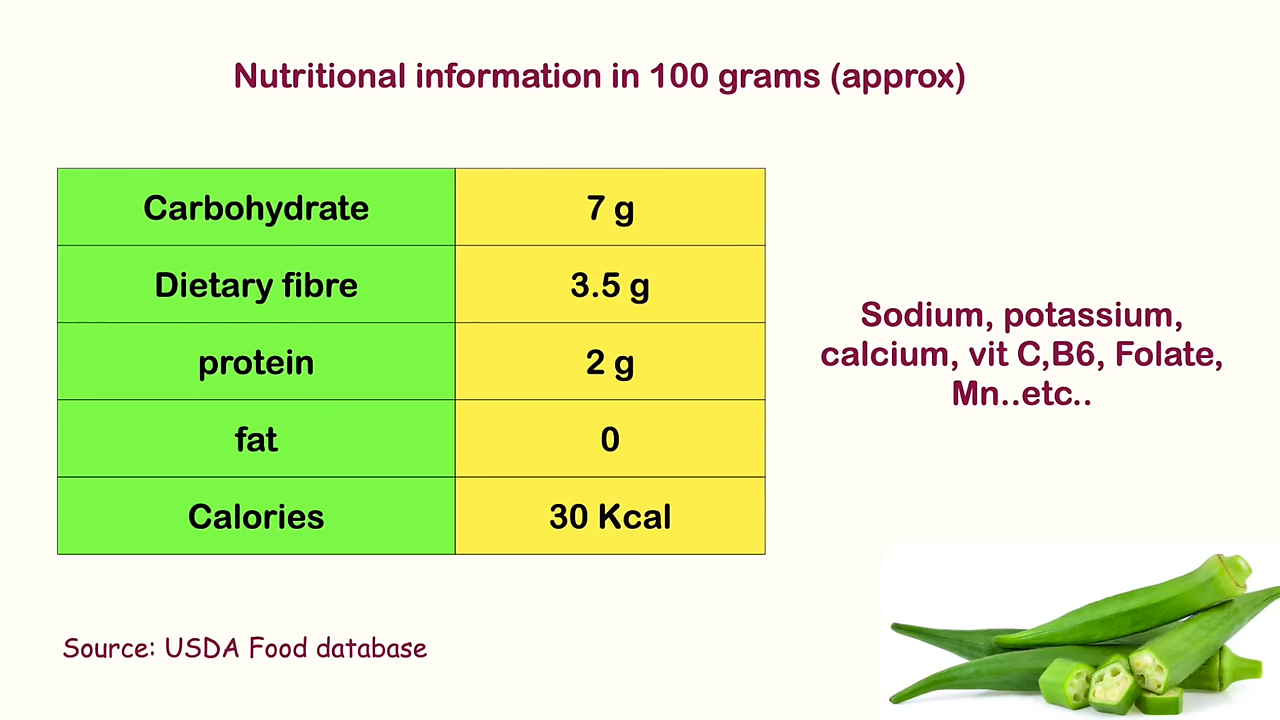 Nutritional information in 100 grams (approx)
Carbohydrate 7 g
Dietary fibre 3.5 g
protein 2 g
fat 0
Calories 30 Kcal
Sodium, potassium,
calcium, vit C,B6, Folate,
Mn..etc..
Source: USDA Food database